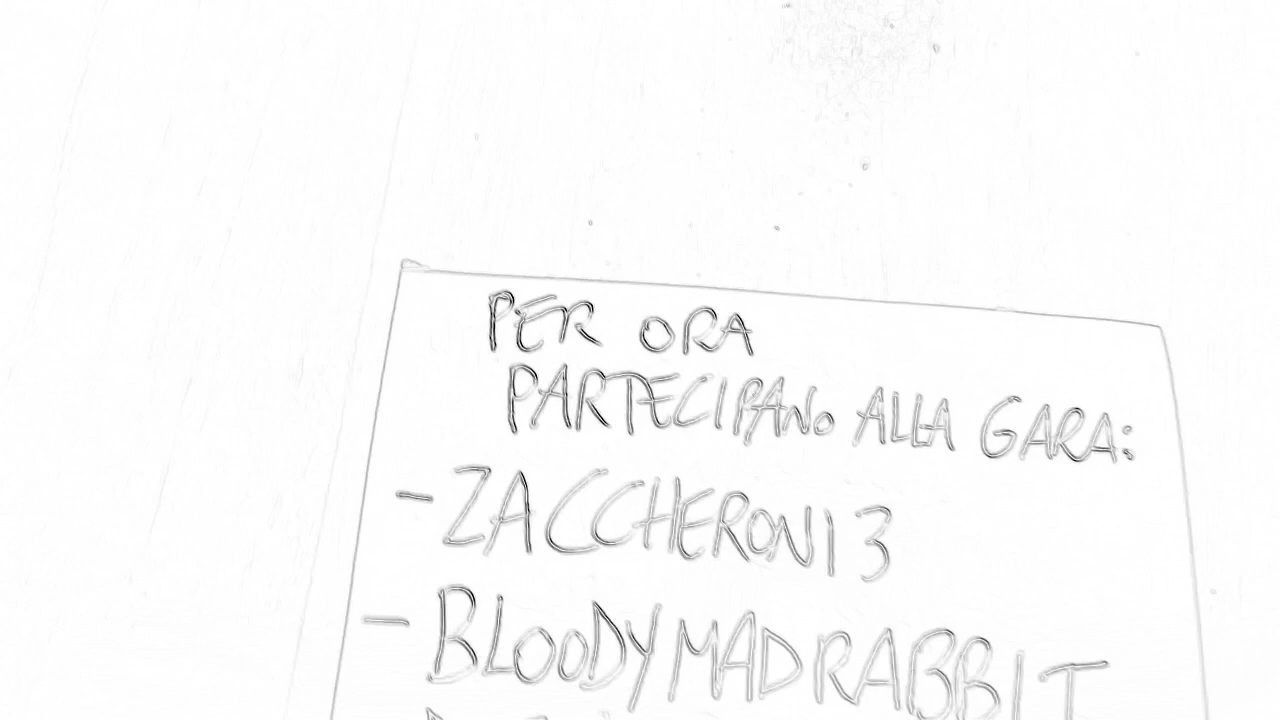 PER ORA
PARTECIPANO ALLA GARA:
- ZACCHERONI 3
- BLOODYMADRABBIT